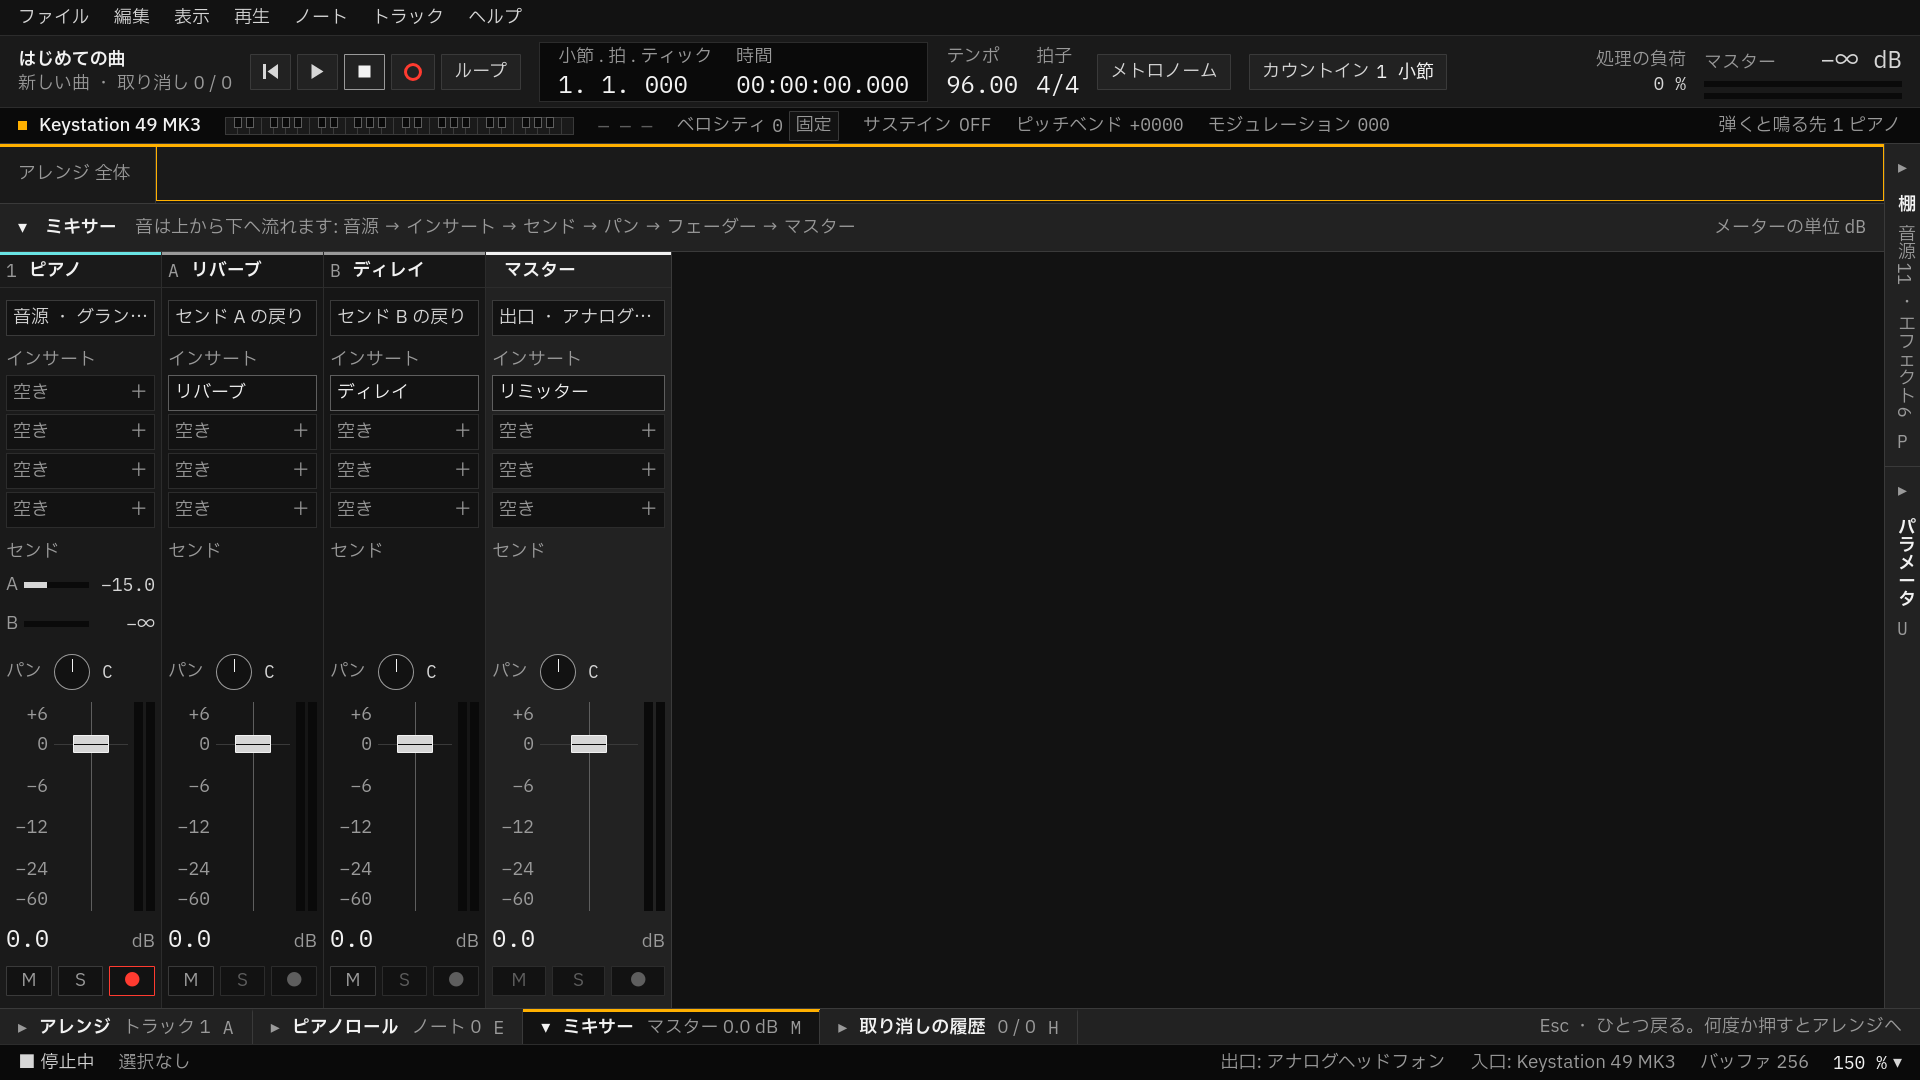 ファイル 編集 表示 再生 ノート トラック ヘルプ
はじめての曲
新しい曲 · 取り消し 0 / 0
ループ
小節 . 拍 . ティック 時間
1. 1. 000 00:00:00.000
テンポ 拍子
96.00 4/4
メトロノーム
カウントイン 1 小節
処理の負荷
0 %
マスター −∞ dB
Keystation 49 MK3
– – – ベロシティ 0 固定 サステイン OFF ピッチベンド +0000 モジュレーション 000
弾くと鳴る先 1 ピアノ
アレンジ 全体
▼ ミキサー 音は上から下へ流れます: 音源 → インサート → センド → パン → フェーダー → マスター
メーターの単位 dB
1 ピアノ
音源 · グラン…
インサート
空き +
空き +
空き +
空き +
センド
A −15.0
B −∞
パン C
+6
0
−6
−12
−24
−60
0.0 dB
M S ●
A リバーブ
センド A の戻り
インサート
リバーブ
空き +
空き +
空き +
センド
パン C
+6
0
−6
−12
−24
−60
0.0 dB
M S ●
B ディレイ
センド B の戻り
インサート
ディレイ
空き +
空き +
空き +
センド
パン C
+6
0
−6
−12
−24
−60
0.0 dB
M S ●
マスター
出口 · アナログ…
インサート
リミッター
空き +
空き +
空き +
センド
パン C
+6
0
−6
−12
−24
−60
0.0 dB
M S ●
▶ 棚 音源 11 · エフェクト 6 P
▶ パラメータ U
▶ アレンジ トラック 1 A
▶ ピアノロール ノート 0 E
▼ ミキサー マスター 0.0 dB M
▶ 取り消しの履歴 0 / 0 H
Esc · ひとつ戻る。何度か押すとアレンジへ
■ 停止中 選択なし
出口: アナログヘッドフォン 入口: Keystation 49 MK3 バッファ 256 150 % ▼